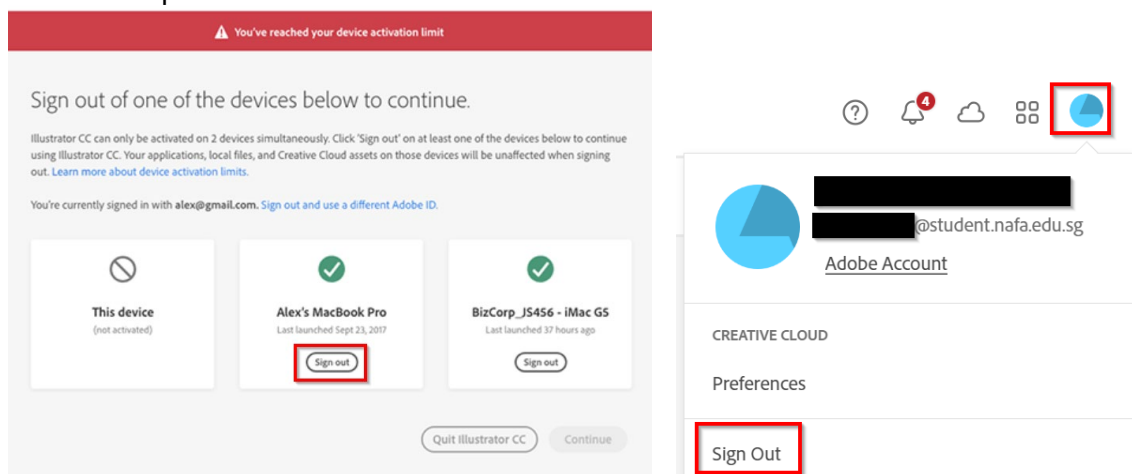 You've reached your device activation limit
Sign out of one of the devices below to continue.
Illustrator CC can only be activated on 2 devices simultaneously. Click 'Sign out' on at least one of the devices below to continue
using Illustrator CC. Your applications, local files, and Creative Cloud assets on those devices will be unaffected when signing
out. Learn more about device activation limits.
You're currently signed in with alex@gmail.com. Sign out and use a different Adobe ID.
This device
(not activated)
Alex's MacBook Pro
Last launched Sept 23, 2017
Sign out
BizCorp_JS456 - iMac G5
Last launched 37 hours ago
Sign out
Quit Illustrator CC
Continue
4
@student.nafa.edu.sg
Adobe Account
CREATIVE CLOUD
Preferences
Sign Out